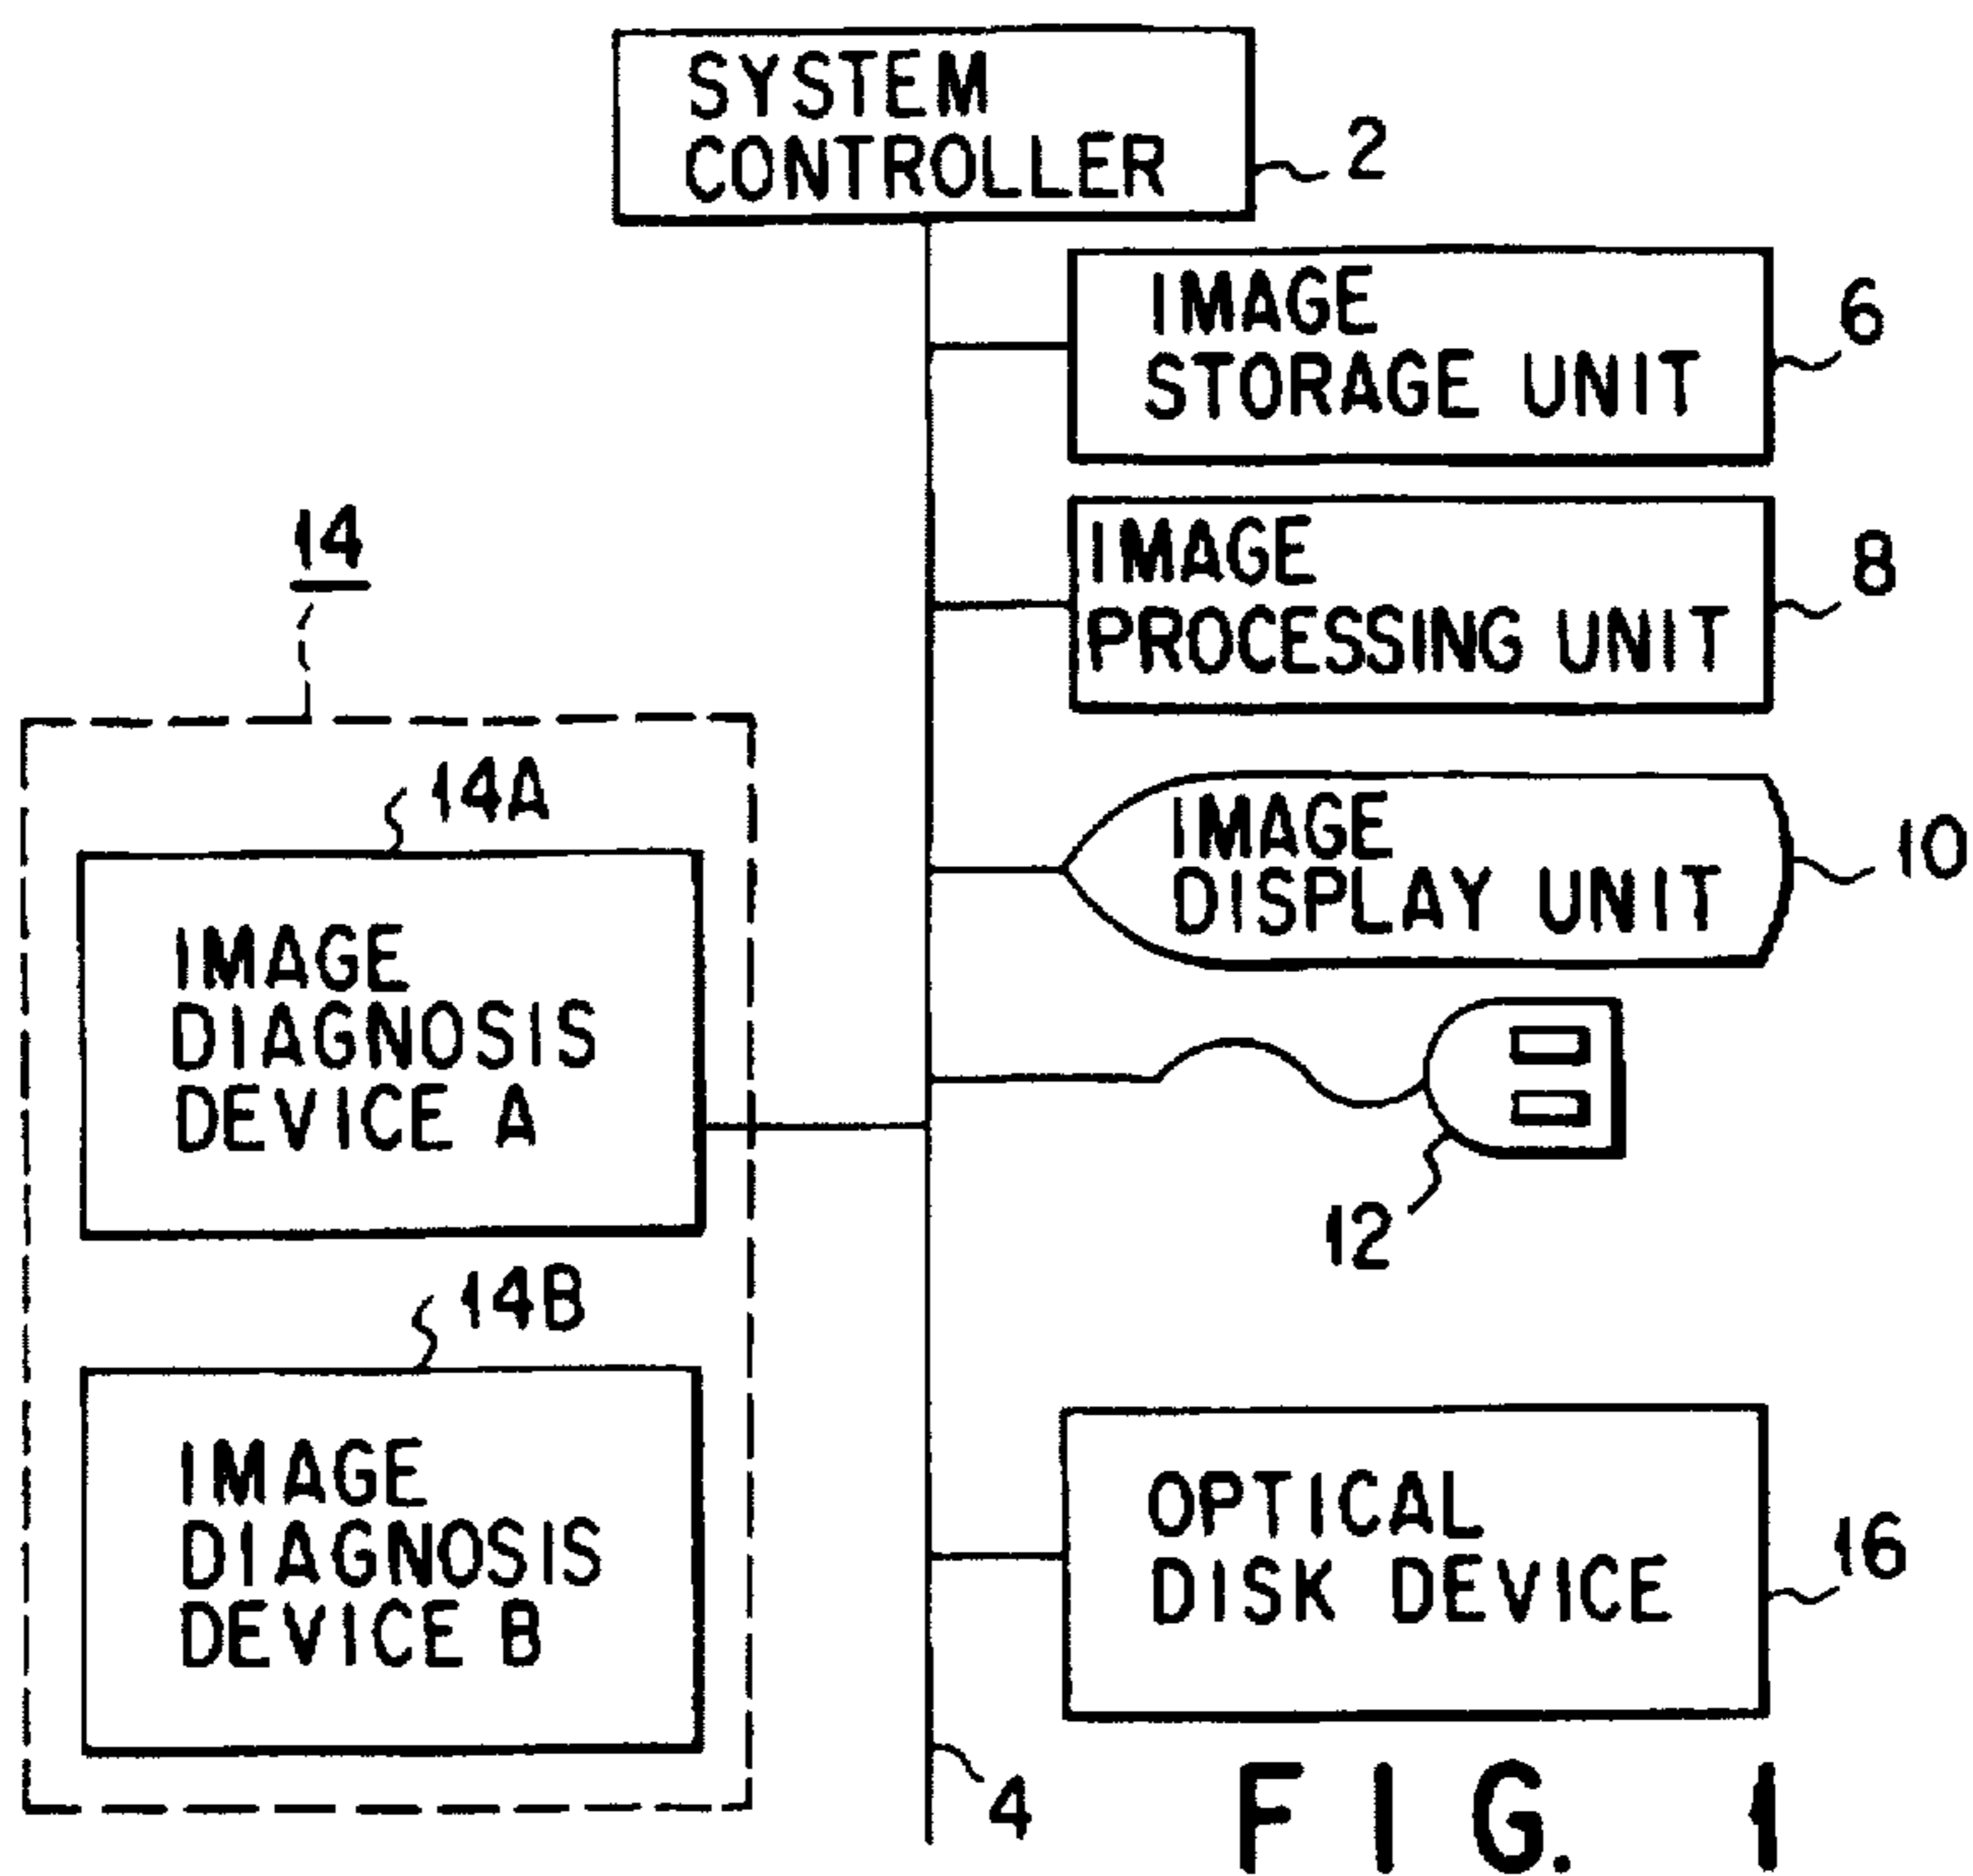 SYSTEM
CONTROLLER
2
IMAGE
STORAGE UNIT
6
IMAGE
PROCESSING UNIT
8
14
14A
IMAGE
DISPLAY UNIT
10
IMAGE
DIAGNOSIS
DEVICE A
12
14B
IMAGE
DIAGNOSIS
DEVICE B
OPTICAL
DISK DEVICE
16
4
FIG. 1